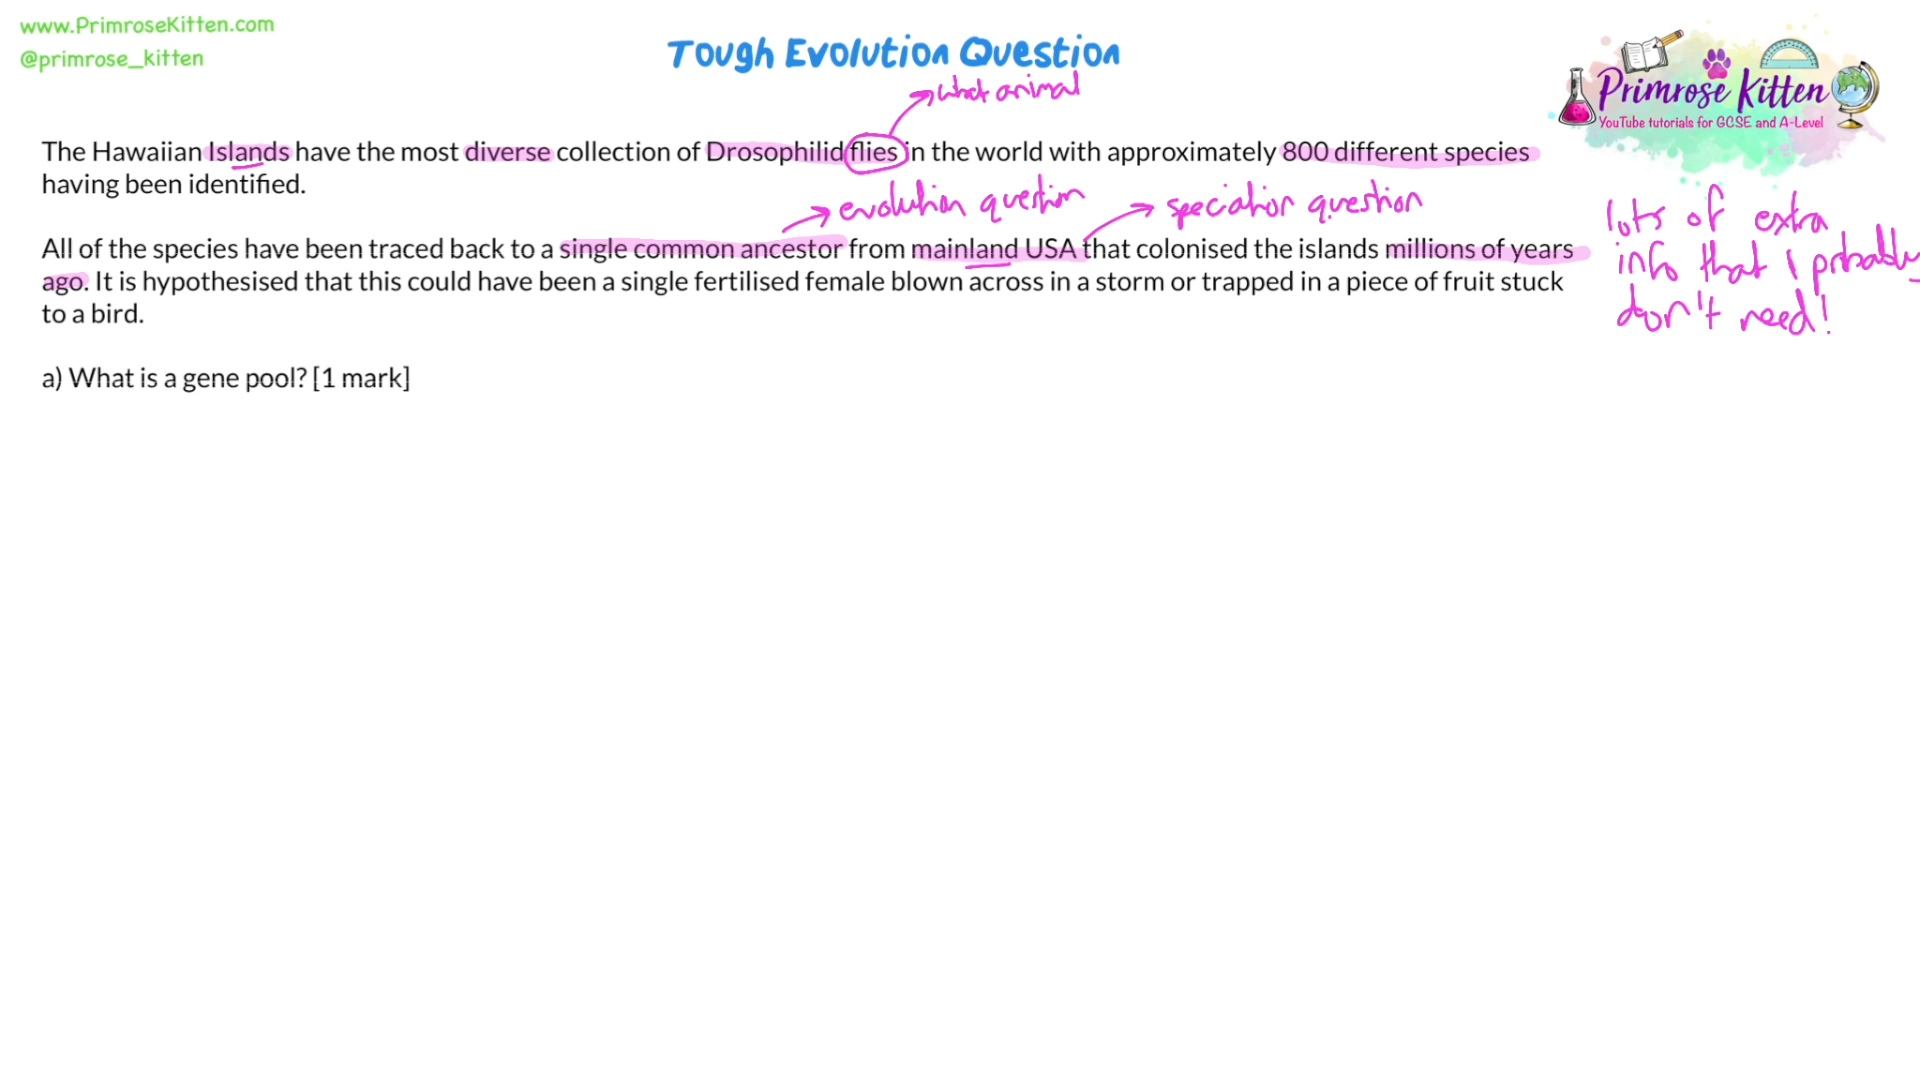 www.PrimroseKitten.com
@primrose_kitten
Tough Evolution Question
what animal
Primrose Kitten
YouTube tutorials for GCSE and A-Level
The Hawaiian Islands have the most diverse collection of Drosophilid flies in the world with approximately 800 different species
having been identified.
evolution question
speciation question
lots of extra
info that I probably
don't need!
All of the species have been traced back to a single common ancestor from mainland USA that colonised the islands millions of years
ago. It is hypothesised that this could have been a single fertilised female blown across in a storm or trapped in a piece of fruit stuck
to a bird.
a) What is a gene pool? [1 mark]